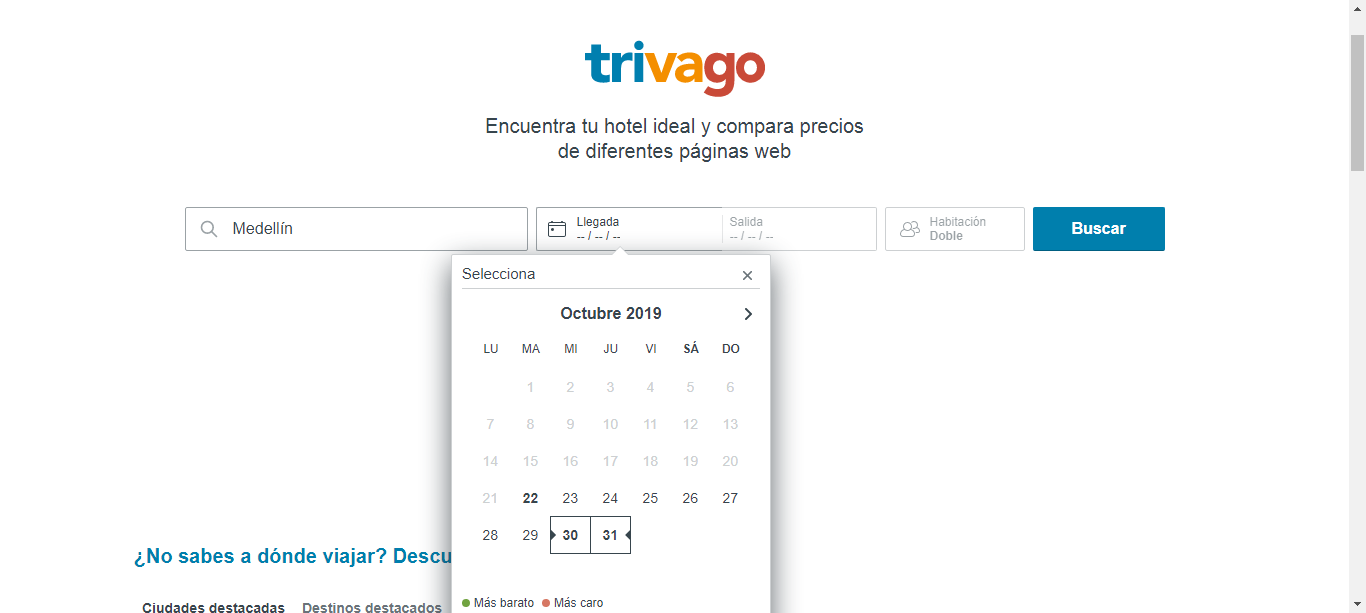 trivago
Encuentra tu hotel ideal y compara precios
de diferentes páginas web
Medellín
Llegada
-- / -- / --
Salida
-- / -- / --
Habitación
Doble
Buscar
Selecciona
Octubre 2019
LU MA MI JU VI SÁ DO
1 2 3 4 5 6
7 8 9 10 11 12 13
14 15 16 17 18 19 20
21 22 23 24 25 26 27
28 29 30 31
Más barato Más caro
¿No sabes a dónde viajar? Descu
Ciudades destacadas Destinos destacados